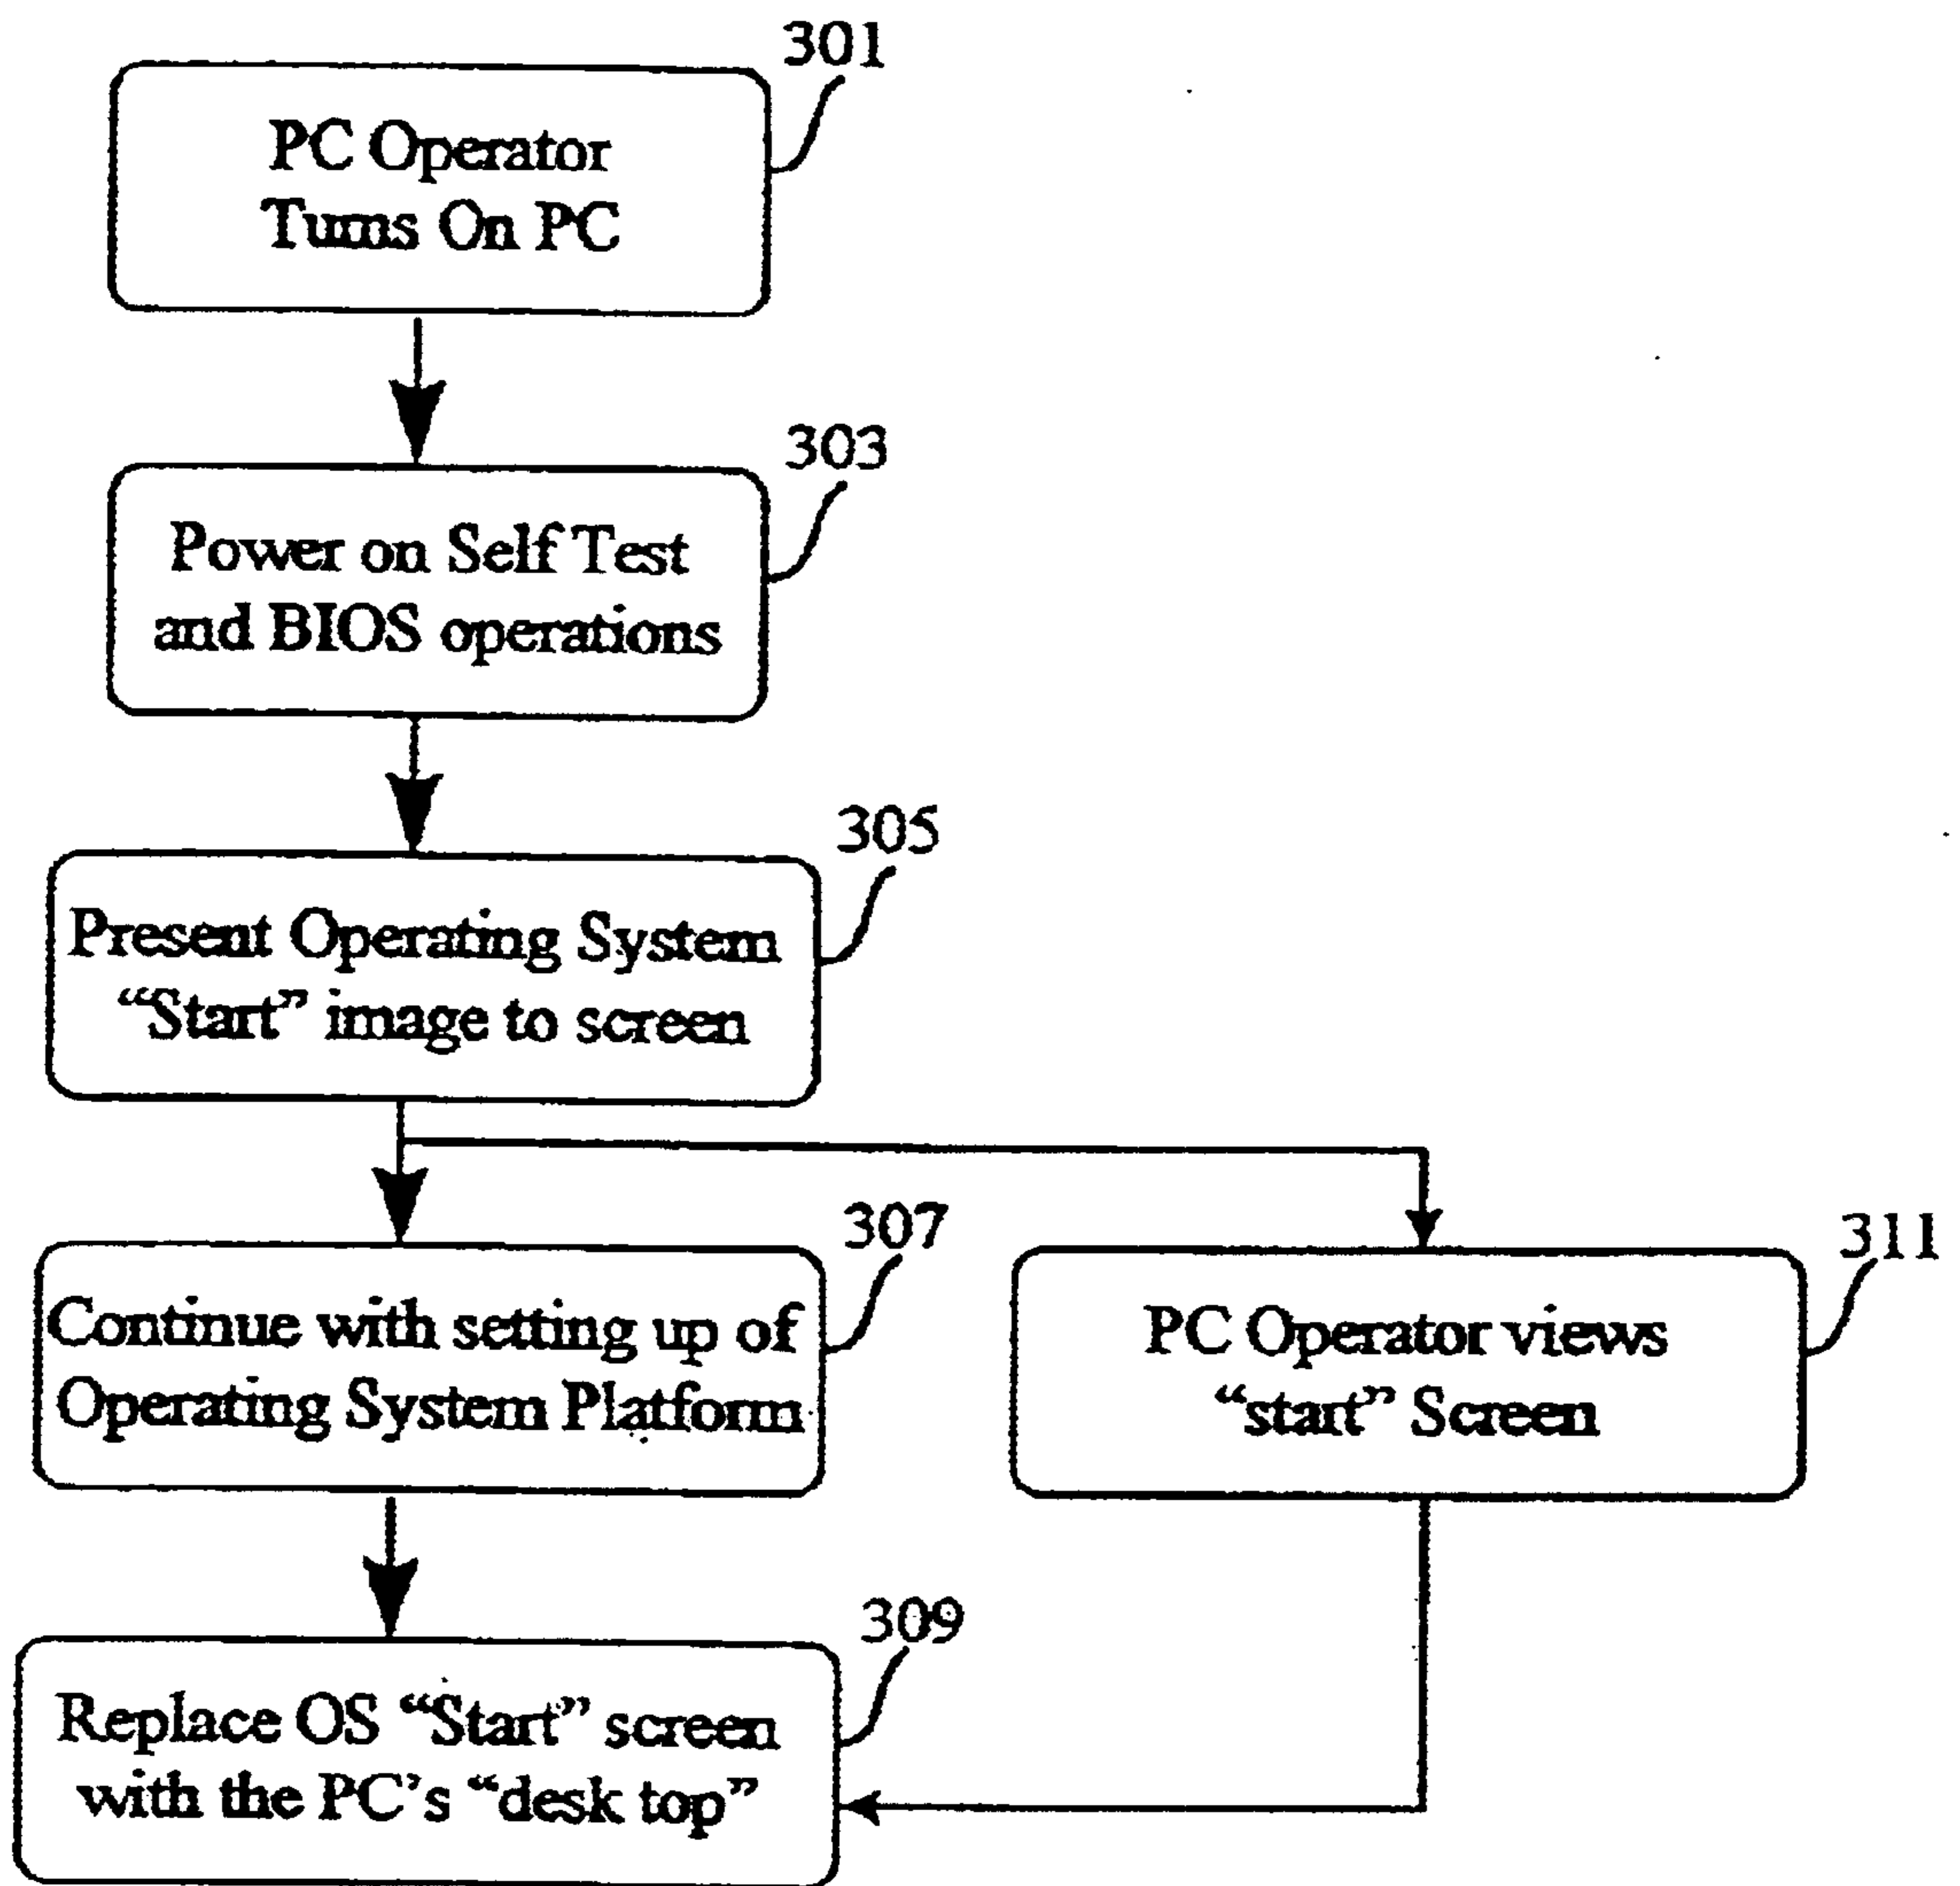 301
PC Operator
Turns On PC
303
Power on Self Test
and BIOS operations
305
Present Operating System
“Start” image to screen
307
Continue with setting up of
Operating System Platform
311
PC Operator views
“start” Screen
309
Replace OS “Start” screen
with the PC’s “desk top”